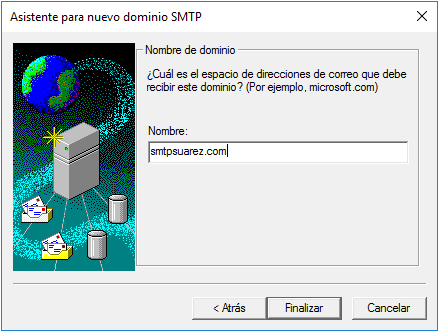 Asistente para nuevo dominio SMTP
Nombre de dominio
¿Cuál es el espacio de direcciones de correo que debe
recibir este dominio? (Por ejemplo, microsoft.com)
Nombre:
smtpsuarez.com
< Atrás
Finalizar
Cancelar